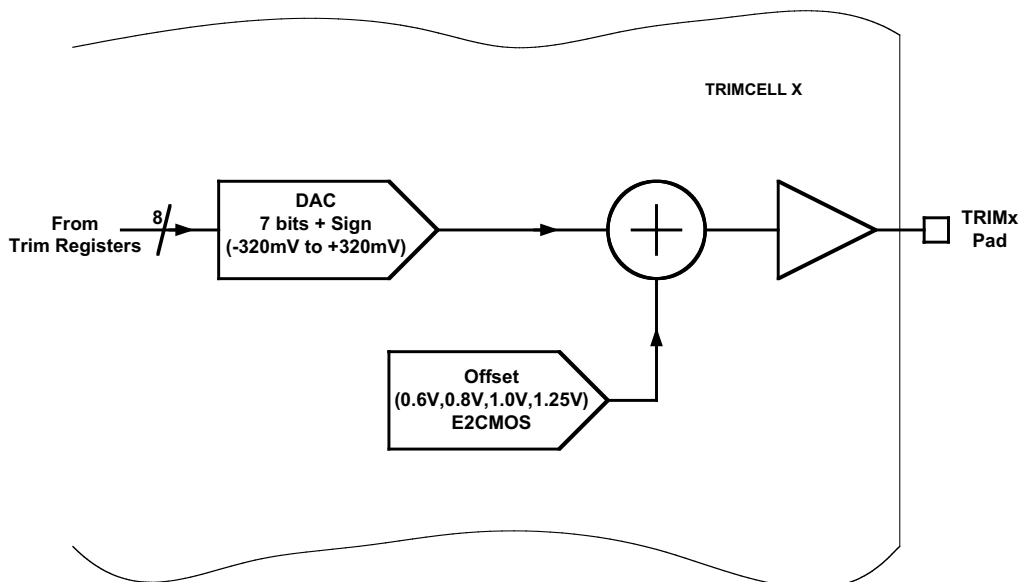 TRIMCELL X
From
Trim Registers
8
DAC
7 bits + Sign
(-320mV to +320mV)
TRIMx
Pad
Offset
(0.6V,0.8V,1.0V,1.25V)
E2CMOS